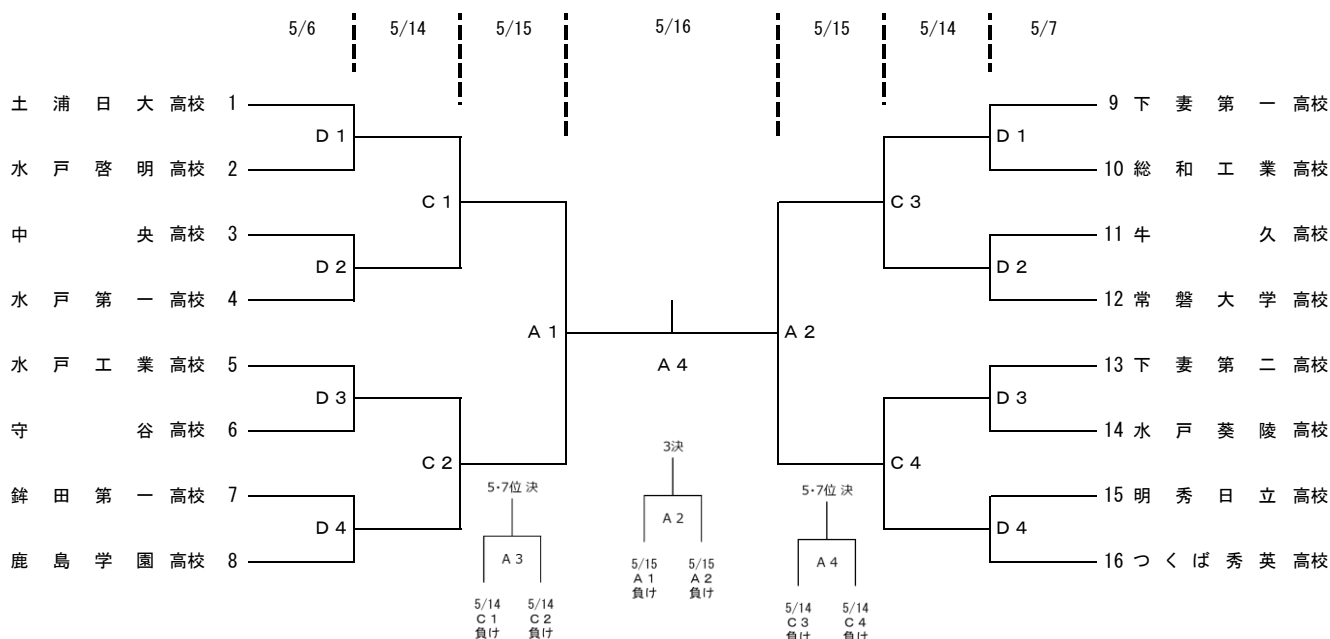 5/6 5/14 5/15 5/16 5/15 5/14 5/7
土浦日大高校 1
9 下妻第一高校
D1
D1
水戸啓明高校 2
10 総和工業高校
C1
C3
中央高校 3
11 牛久高校
D2
D2
水戸第一高校 4
12 常磐大学高校
A1
A2
A4
水戸工業高校 5
13 下妻第二高校
D3
D3
守谷高校 6
14 水戸葵陵高校
C2
C4
鉾田第一高校 7
15 明秀日立高校
D4
D4
鹿島学園高校 8
16 つくば秀英高校
5・7位 決
A3
5/14 5/14
C1 C2
負け 負け
3決
A2
5/15 5/15
A1 A2
負け 負け
5・7位 決
A4
5/14 5/14
C3 C4
負け 負け